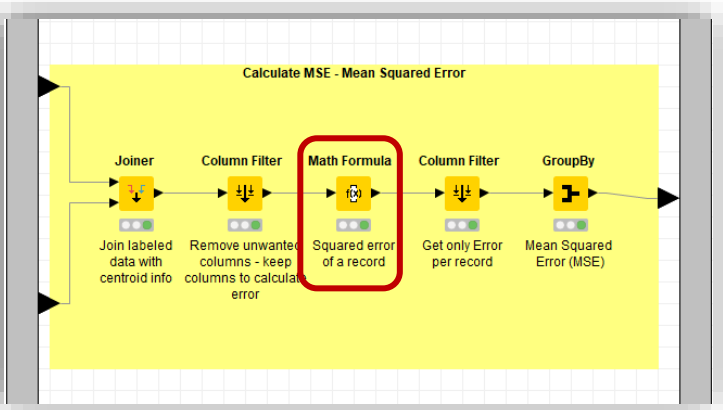 Calculate MSE - Mean Squared Error
Joiner
Column Filter
Math Formula
Column Filter
GroupBy
f(x)
Join labeled
data with
centroid info
Remove unwanted
columns - keep
columns to calculate
error
Squared error
of a record
Get only Error
per record
Mean Squared
Error (MSE)